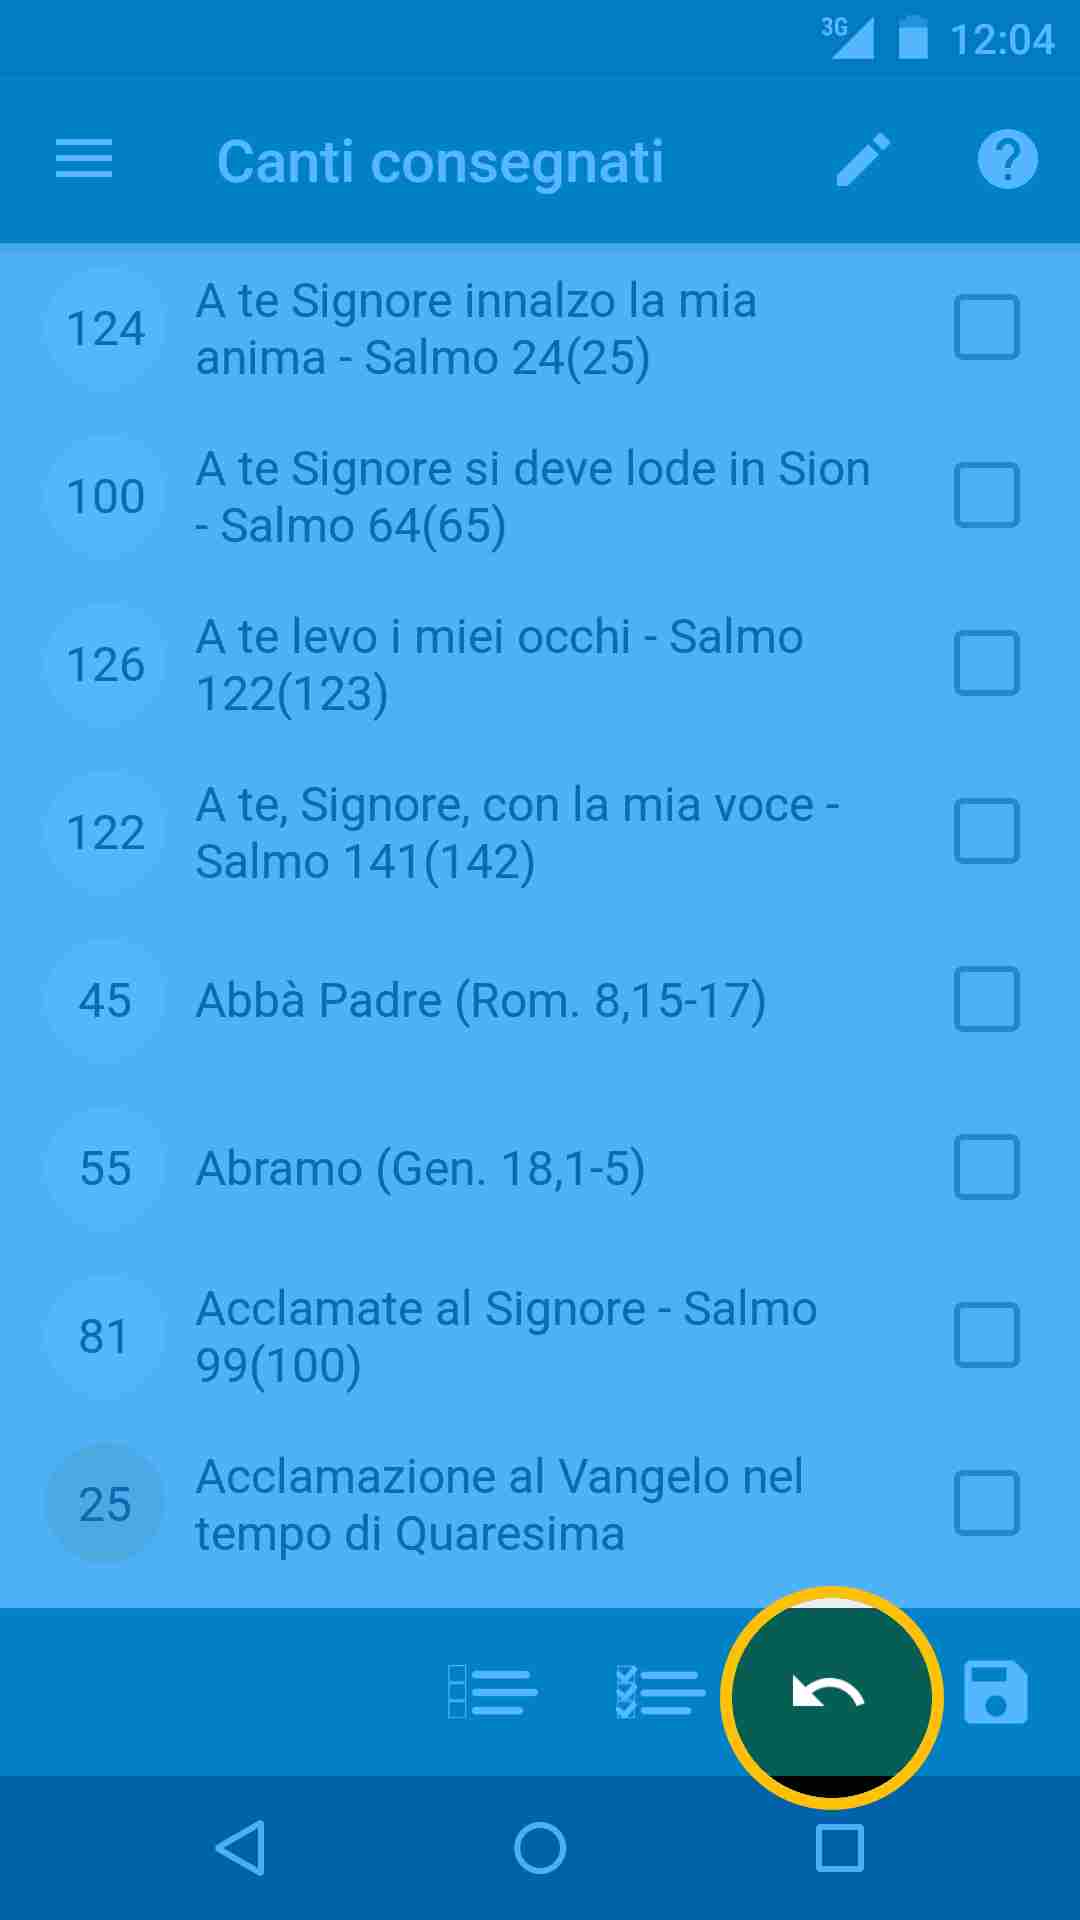 3G 12:04
Canti consegnati
124 A te Signore innalzo la mia
anima - Salmo 24(25)
100 A te Signore si deve lode in Sion
- Salmo 64(65)
126 A te levo i miei occhi - Salmo
122(123)
122 A te, Signore, con la mia voce -
Salmo 141(142)
45 Abbà Padre (Rom. 8,15-17)
55 Abramo (Gen. 18,1-5)
81 Acclamate al Signore - Salmo
99(100)
25 Acclamazione al Vangelo nel
tempo di Quaresima